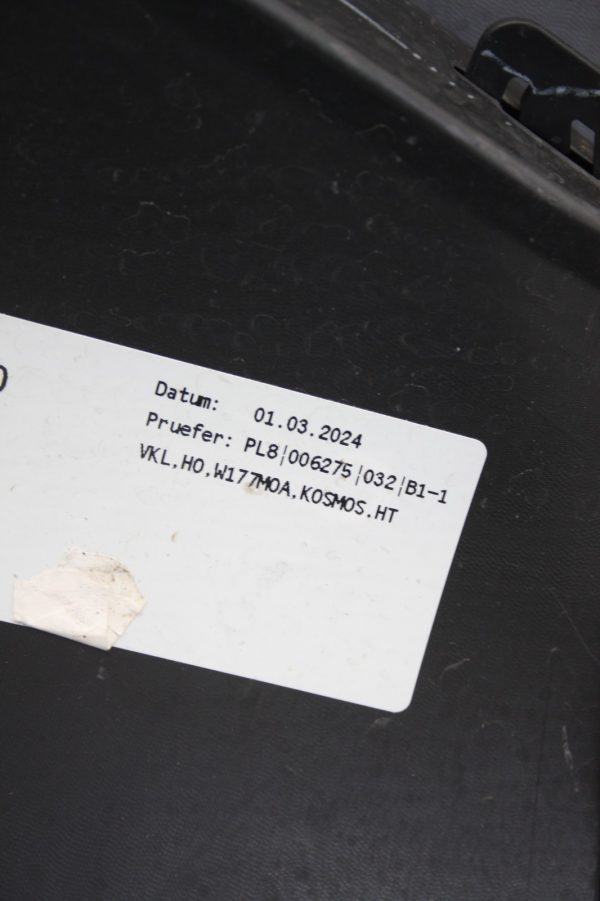 Datum: 01.03.2024
Pruefer: PL8|006275|032|B1-1
VKL,HO,W177MOA,KOSMOS.HT